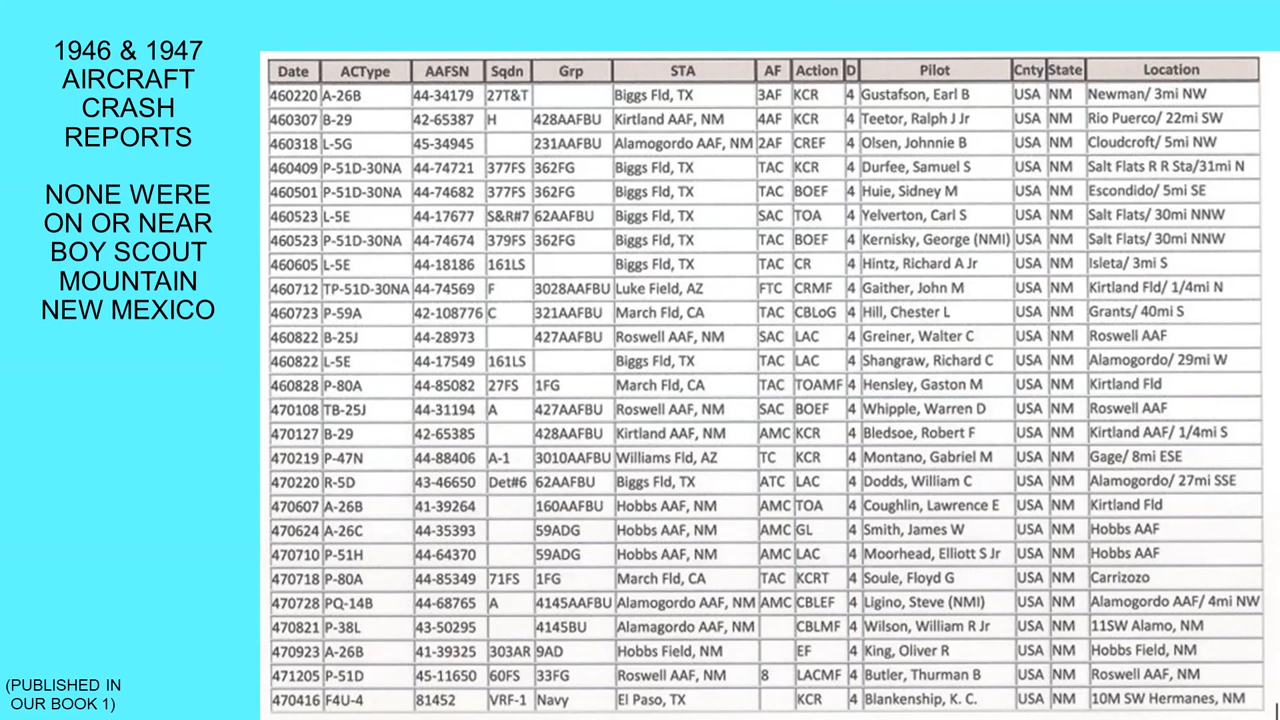 1946 & 1947
AIRCRAFT
CRASH
REPORTS
NONE WERE
ON OR NEAR
BOY SCOUT
MOUNTAIN
NEW MEXICO
Date ACType AAFSN Sqdn Grp STA AF Action D Pilot Cnty State Location
460220 A-26B 44-34179 27T&T Biggs Fld, TX 3AF KCR 4 Gustafson, Earl B USA NM Newman/ 3mi NW
460307 B-29 42-65387 H 428AAFBU Kirtland AAF, NM 4AF KCR 4 Teetor, Ralph J Jr USA NM Rio Puerco/ 22mi SW
460318 L-5G 45-34945 231AAFBU Alamogordo AAF, NM 2AF CREF 4 Olsen, Johnnie B USA NM Cloudcroft/ 5mi NW
460409 P-51D-30NA 44-74721 377FS 362FG Biggs Fld, TX TAC KCR 4 Durfee, Samuel S USA NM Salt Flats R R Sta/31mi N
460501 P-51D-30NA 44-74682 377FS 362FG Biggs Fld, TX TAC BOEF 4 Huie, Sidney M USA NM Escondido/ 5mi SE
460523 L-5E 44-17677 S&R#7 62AAFBU Biggs Fld, TX SAC TOA 4 Yelverton, Carl S USA NM Salt Flats/ 30mi NNW
460523 P-51D-30NA 44-74674 379FS 362FG Biggs Fld, TX TAC BOEF 4 Kernisky, George (NMI) USA NM Salt Flats/ 30mi NNW
460605 L-5E 44-18186 161LS Biggs Fld, TX TAC CR 4 Hintz, Richard A Jr USA NM Isleta/ 3mi S
460712 TP-51D-30NA 44-74569 F 3028AAFBU Luke Field, AZ FTC CRMF 4 Gaither, John M USA NM Kirtland Fld/ 1/4mi N
460723 P-59A 42-108776 C 321AAFBU March Fld, CA TAC CBLoG 4 Hill, Chester L USA NM Grants/ 40mi S
460822 B-25J 44-28973 427AAFBU Roswell AAF, NM SAC LAC 4 Greiner, Walter C USA NM Roswell AAF
460822 L-5E 44-17549 161LS Biggs Fld, TX TAC LAC 4 Shangraw, Richard C USA NM Alamogordo/ 29mi W
460828 P-80A 44-85082 27FS 1FG March Fld, CA TAC TOAMF 4 Hensley, Gaston M USA NM Kirtland Fld
470108 TB-25J 44-31194 A 427AAFBU Roswell AAF, NM SAC BOEF 4 Whipple, Warren D USA NM Roswell AAF
470127 B-29 42-65385 428AAFBU Kirtland AAF, NM AMC KCR 4 Bledsoe, Robert F USA NM Kirtland AAF/ 1/4mi S
470219 P-47N 44-88406 A-1 3010AAFBU Williams Fld, AZ TC KCR 4 Montano, Gabriel M USA NM Gage/ 8mi ESE
470220 R-5D 43-46650 Det#6 62AAFBU Biggs Fld, TX ATC LAC 4 Dodds, William C USA NM Alamogordo/ 27mi SSE
470607 A-26B 41-39264 160AAFBU Hobbs AAF, NM AMC TOA 4 Coughlin, Lawrence E USA NM Kirtland Fld
470624 A-26C 44-35393 59ADG Hobbs AAF, NM AMC GL 4 Smith, James W USA NM Hobbs AAF
470710 P-51H 44-64370 59ADG Hobbs AAF, NM AMC LAC 4 Moorhead, Elliott S Jr USA NM Hobbs AAF
470718 P-80A 44-85349 71FS 1FG March Fld, CA TAC KCRT 4 Soule, Floyd G USA NM Carrizozo
470728 PQ-14B 44-68765 A 4145AAFBU Alamogordo AAF, NM AMC CBLEF 4 Ligino, Steve (NMI) USA NM Alamogordo AAF/ 4mi NW
470821 P-38L 43-50295 4145BU Alamagordo AAF, NM CBLMF 4 Wilson, William R Jr USA NM 11SW Alamo, NM
470923 A-26B 41-39325 303AR 9AD Hobbs Field, NM EF 4 King, Oliver R USA NM Hobbs Field, NM
471205 P-51D 45-11650 60FS 33FG Roswell AAF, NM 8 LACMF 4 Butler, Thurman B USA NM Roswell AAF, NM
470416 F4U-4 81452 VRF-1 Navy El Paso, TX KCR 4 Blankenship, K. C. USA NM 10M SW Hermanes, NM
(PUBLISHED IN
OUR BOOK 1)